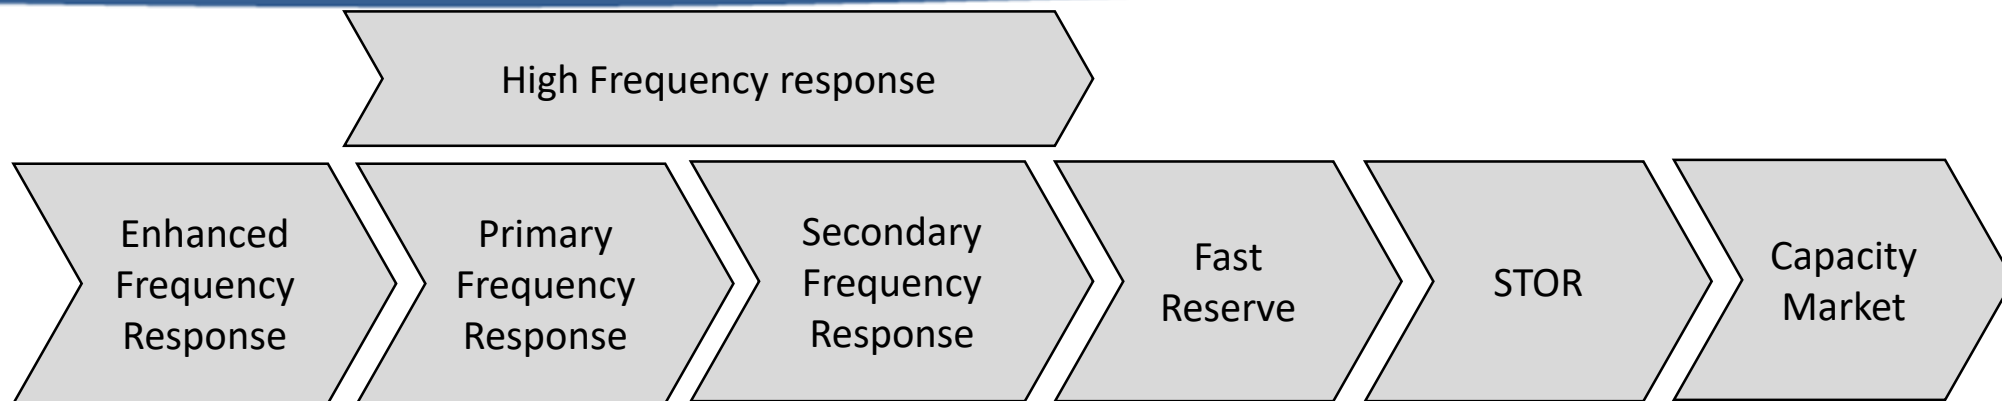 High Frequency response
Enhanced
Frequency
Response
Primary
Frequency
Response
Secondary
Frequency
Response
Fast
Reserve
STOR
Capacity
Market